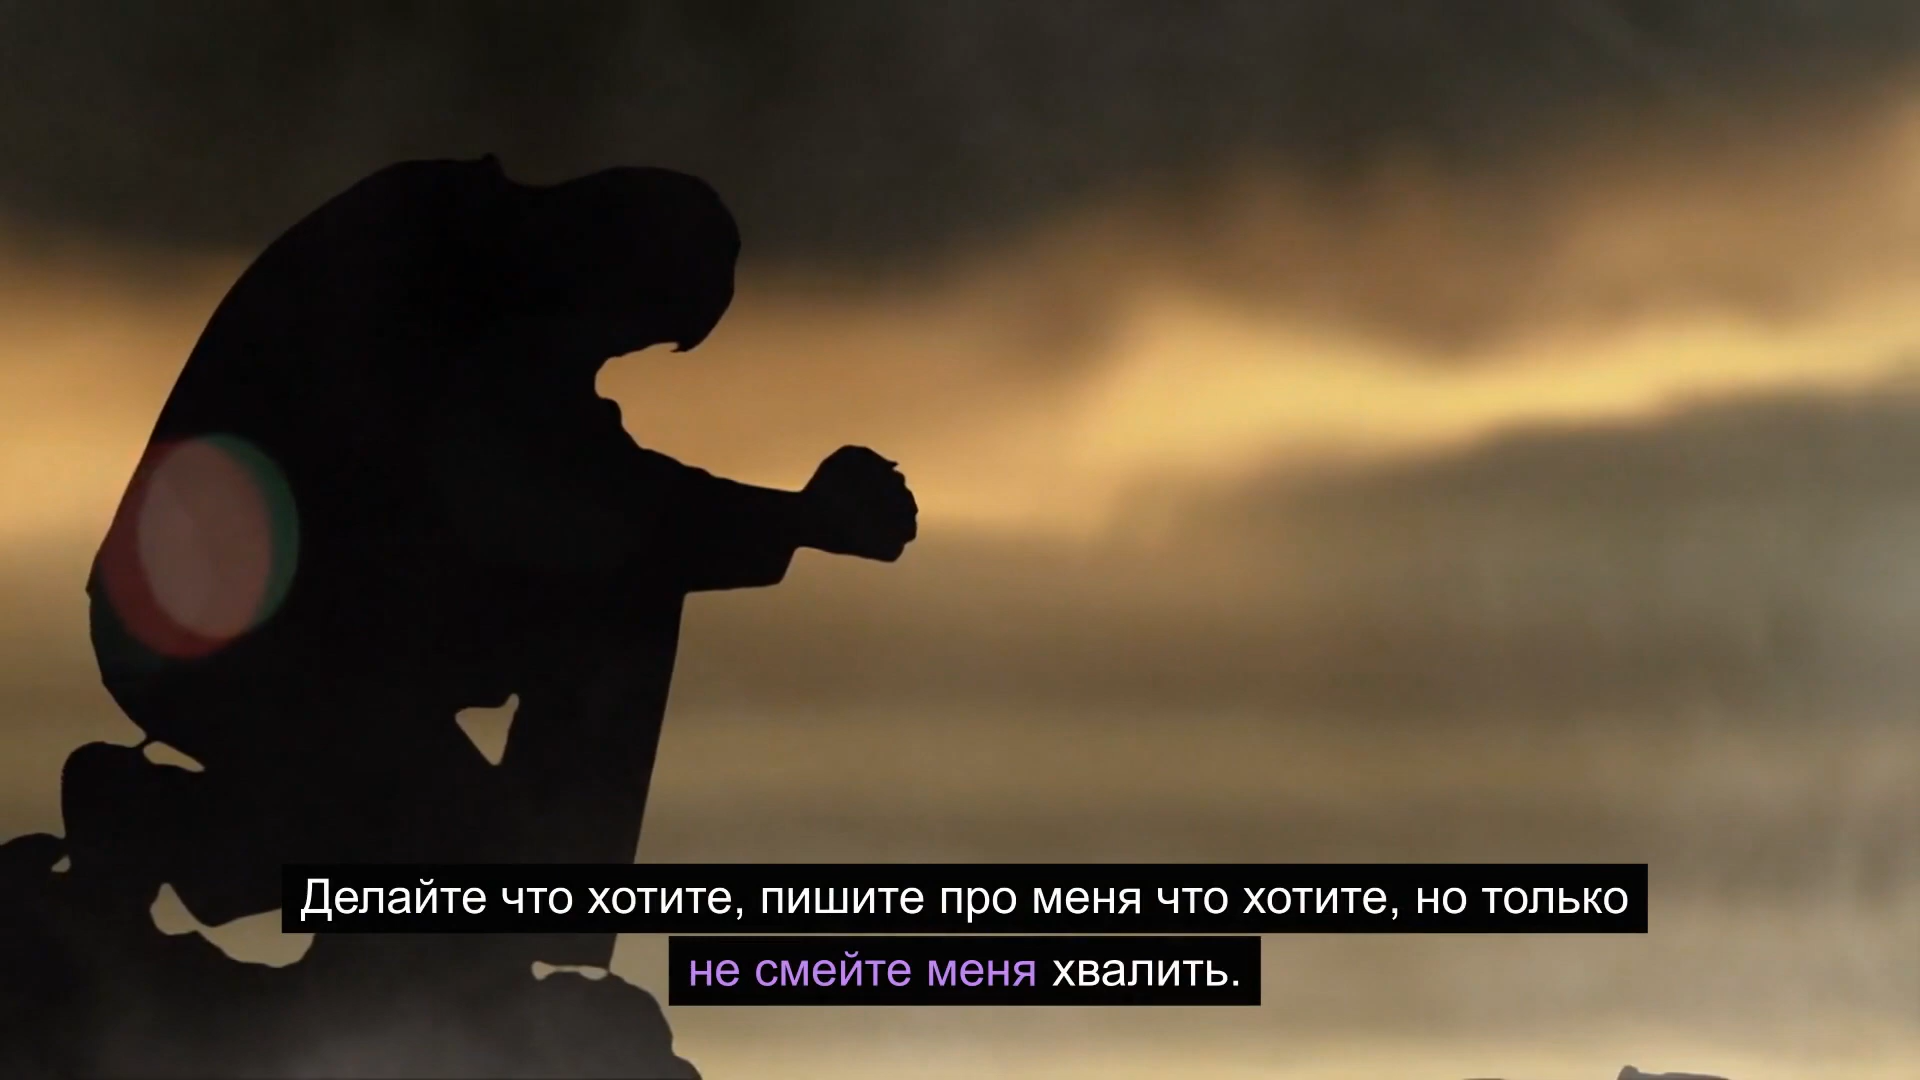 Делайте что хотите, пишите про меня что хотите, но только
не смейте меня хвалить.